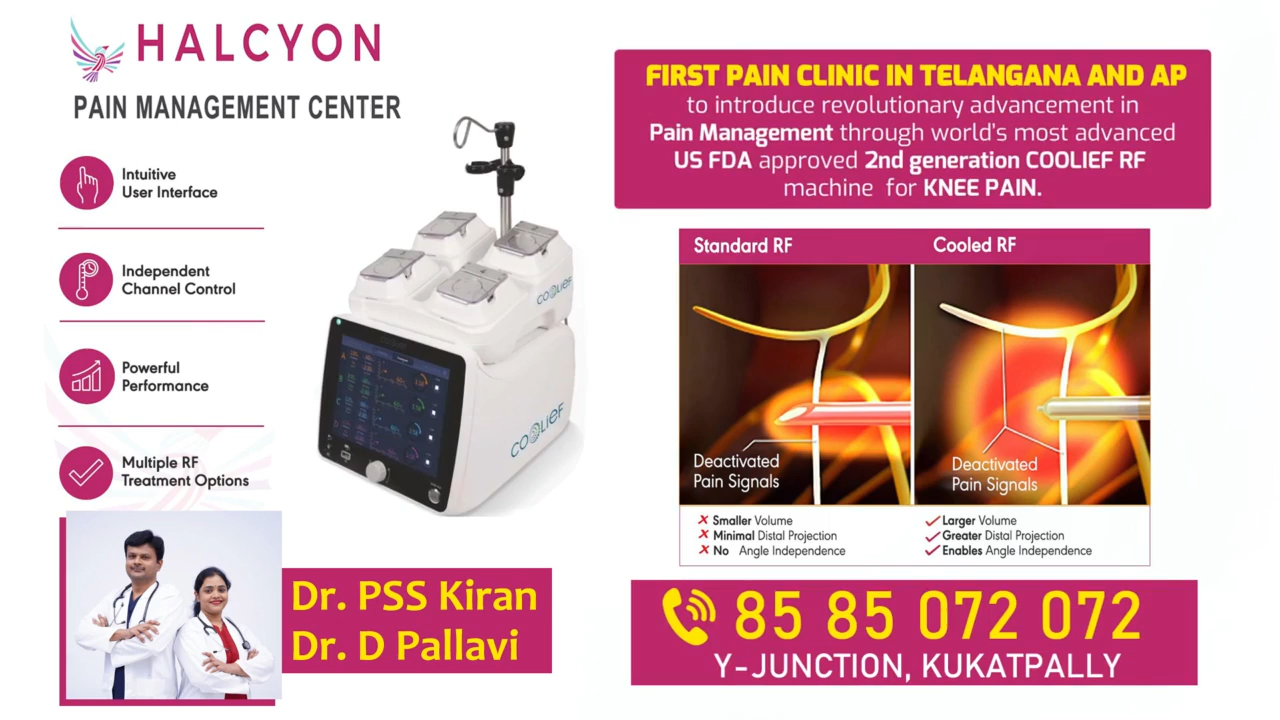 HALCYON
PAIN MANAGEMENT CENTER
Intuitive
User Interface
Independent
Channel Control
Powerful
Performance
Multiple RF
Treatment Options
COOLIEF
COOLIEF
Dr. PSS Kiran
Dr. D Pallavi
FIRST PAIN CLINIC IN TELANGANA AND AP
to introduce revolutionary advancement in
Pain Management through world's most advanced
US FDA approved 2nd generation COOLIEF RF
machine for KNEE PAIN.
Standard RF
Cooled RF
Deactivated
Pain Signals
Deactivated
Pain Signals
✗ Smaller Volume
✗ Minimal Distal Projection
✗ No Angle Independence
✓ Larger Volume
✓ Greater Distal Projection
✓ Enables Angle Independence
85 85 072 072
Y-JUNCTION, KUKATPALLY